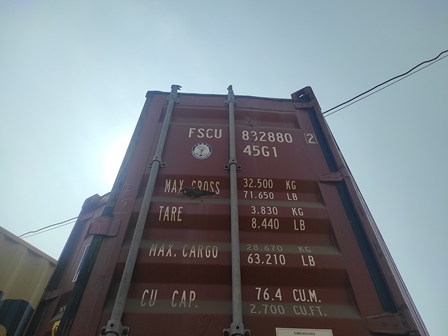 FSCU 832880 2
45G1
MAX. GROSS 32.500 KG
71.650 LB
TARE 3.830 KG
8.440 LB
MAX. CARGO 28.670 KG
63.210 LB
CU CAP. 76.4 CU.M.
2.700 CU.FT.